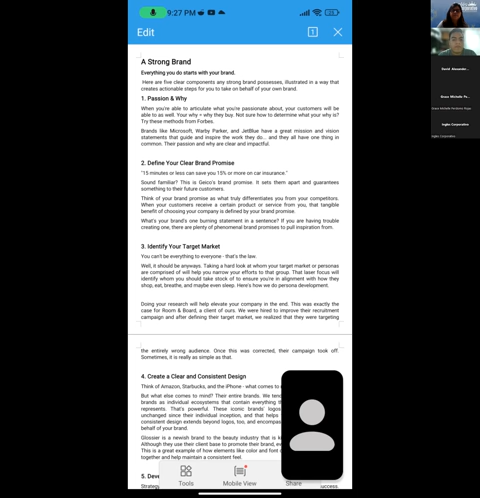 9:27 PM
Edit
1
A Strong Brand
Everything you do starts with your brand.
Here are five clear components any strong brand possesses, illustrated in a way that
creates actionable steps for you to take on behalf of your own brand.
1. Passion & Why
When you're able to articulate what you're passionate about, your customers will be
able to as well. Your why = why they buy. Not sure how to determine what your why is?
Try these methods from Forbes.
Brands like Microsoft, Warby Parker, and JetBlue have a great mission and vision
statements that guide and inspire the work they do... and they all have one thing in
common. Their passion and why are clear and impactful.
2. Define Your Clear Brand Promise
"15 minutes or less can save you 15% or more on car insurance."
Sound familiar? This is Geico's brand promise. It sets them apart and guarantees
something to their future customers.
Think of your brand promise as what truly differentiates you from your competitors.
When your customers receive a certain product or service from you, that tangible
benefit of choosing your company is defined by your brand promise.
What's your brand's one burning statement in a sentence? If you are having trouble
creating one, there are plenty of phenomenal brand promises to pull inspiration from.
3. Identify Your Target Market
You can't be everything to everyone - that's the law.
Well, it should be anyways. Taking a hard look at whom your target market or personas
are comprised of will help you narrow your efforts to that group. That laser focus will
identify whom you should take stock of to ensure you're in alignment with how they
shop, eat, breathe, and maybe even sleep. Here's how we do persona development.
Doing your research will help elevate your company in the end. This was exactly the
case for Room & Board, a client of ours. We were hired to improve their recruitment
campaign and after defining their target market, we realized that they were targeting
the entirely wrong audience. Once this was corrected, their campaign took off.
Sometimes, it is really as simple as that.
4. Create a Clear and Consistent Design
Think of Amazon, Starbucks, and the iPhone - what comes to
But what else comes to mind? Their entire brands. We tend
brands as individual ecosystems that contain everything th
represents. That's powerful. These iconic brands' logos
unchanged since their individual inception, and that helps
consistent design extends beyond logos, too, and encompass
behalf of your brand.
Glossier is a newish brand to the beauty industry that is k
Although they use their client base to promote their brand, ev
This is a great example of how elements like color and font c
together and help maintain a consistent feel.
5. Deve
Strateg
success.
Tools
Mobile View
Share
David Alexander...
Grace Michelle Pe...
Inglés Corporativo